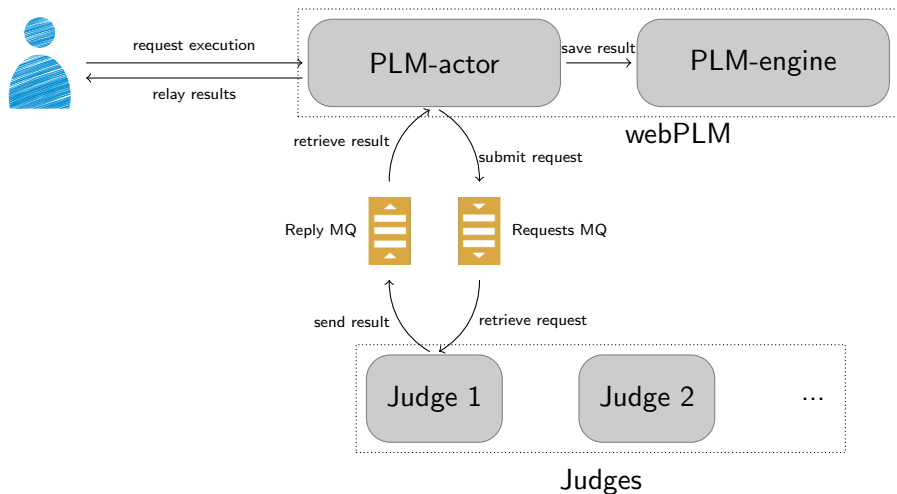 request execution
relay results
PLM-actor
save result
PLM-engine
webPLM
retrieve result
submit request
Reply MQ
Requests MQ
send result
retrieve request
Judge 1
Judge 2
...
Judges